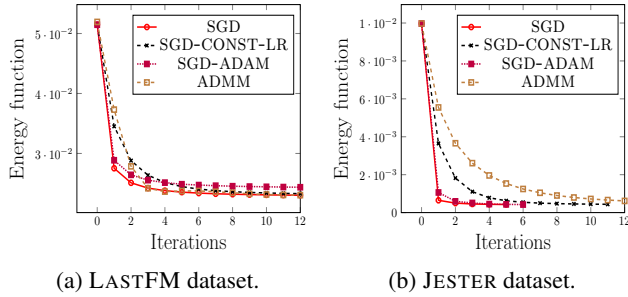 5 · 10⁻²
4 · 10⁻²
3 · 10⁻²
0 2 4 6 8 10 12
Iterations
Energy function
SGD
SGD-CONST-LR
SGD-ADAM
ADMM
(a) LASTFM dataset.
1 · 10⁻²
8 · 10⁻³
6 · 10⁻³
4 · 10⁻³
2 · 10⁻³
0
0 2 4 6 8 10 12
Iterations
Energy function
SGD
SGD-CONST-LR
SGD-ADAM
ADMM
(b) JESTER dataset.